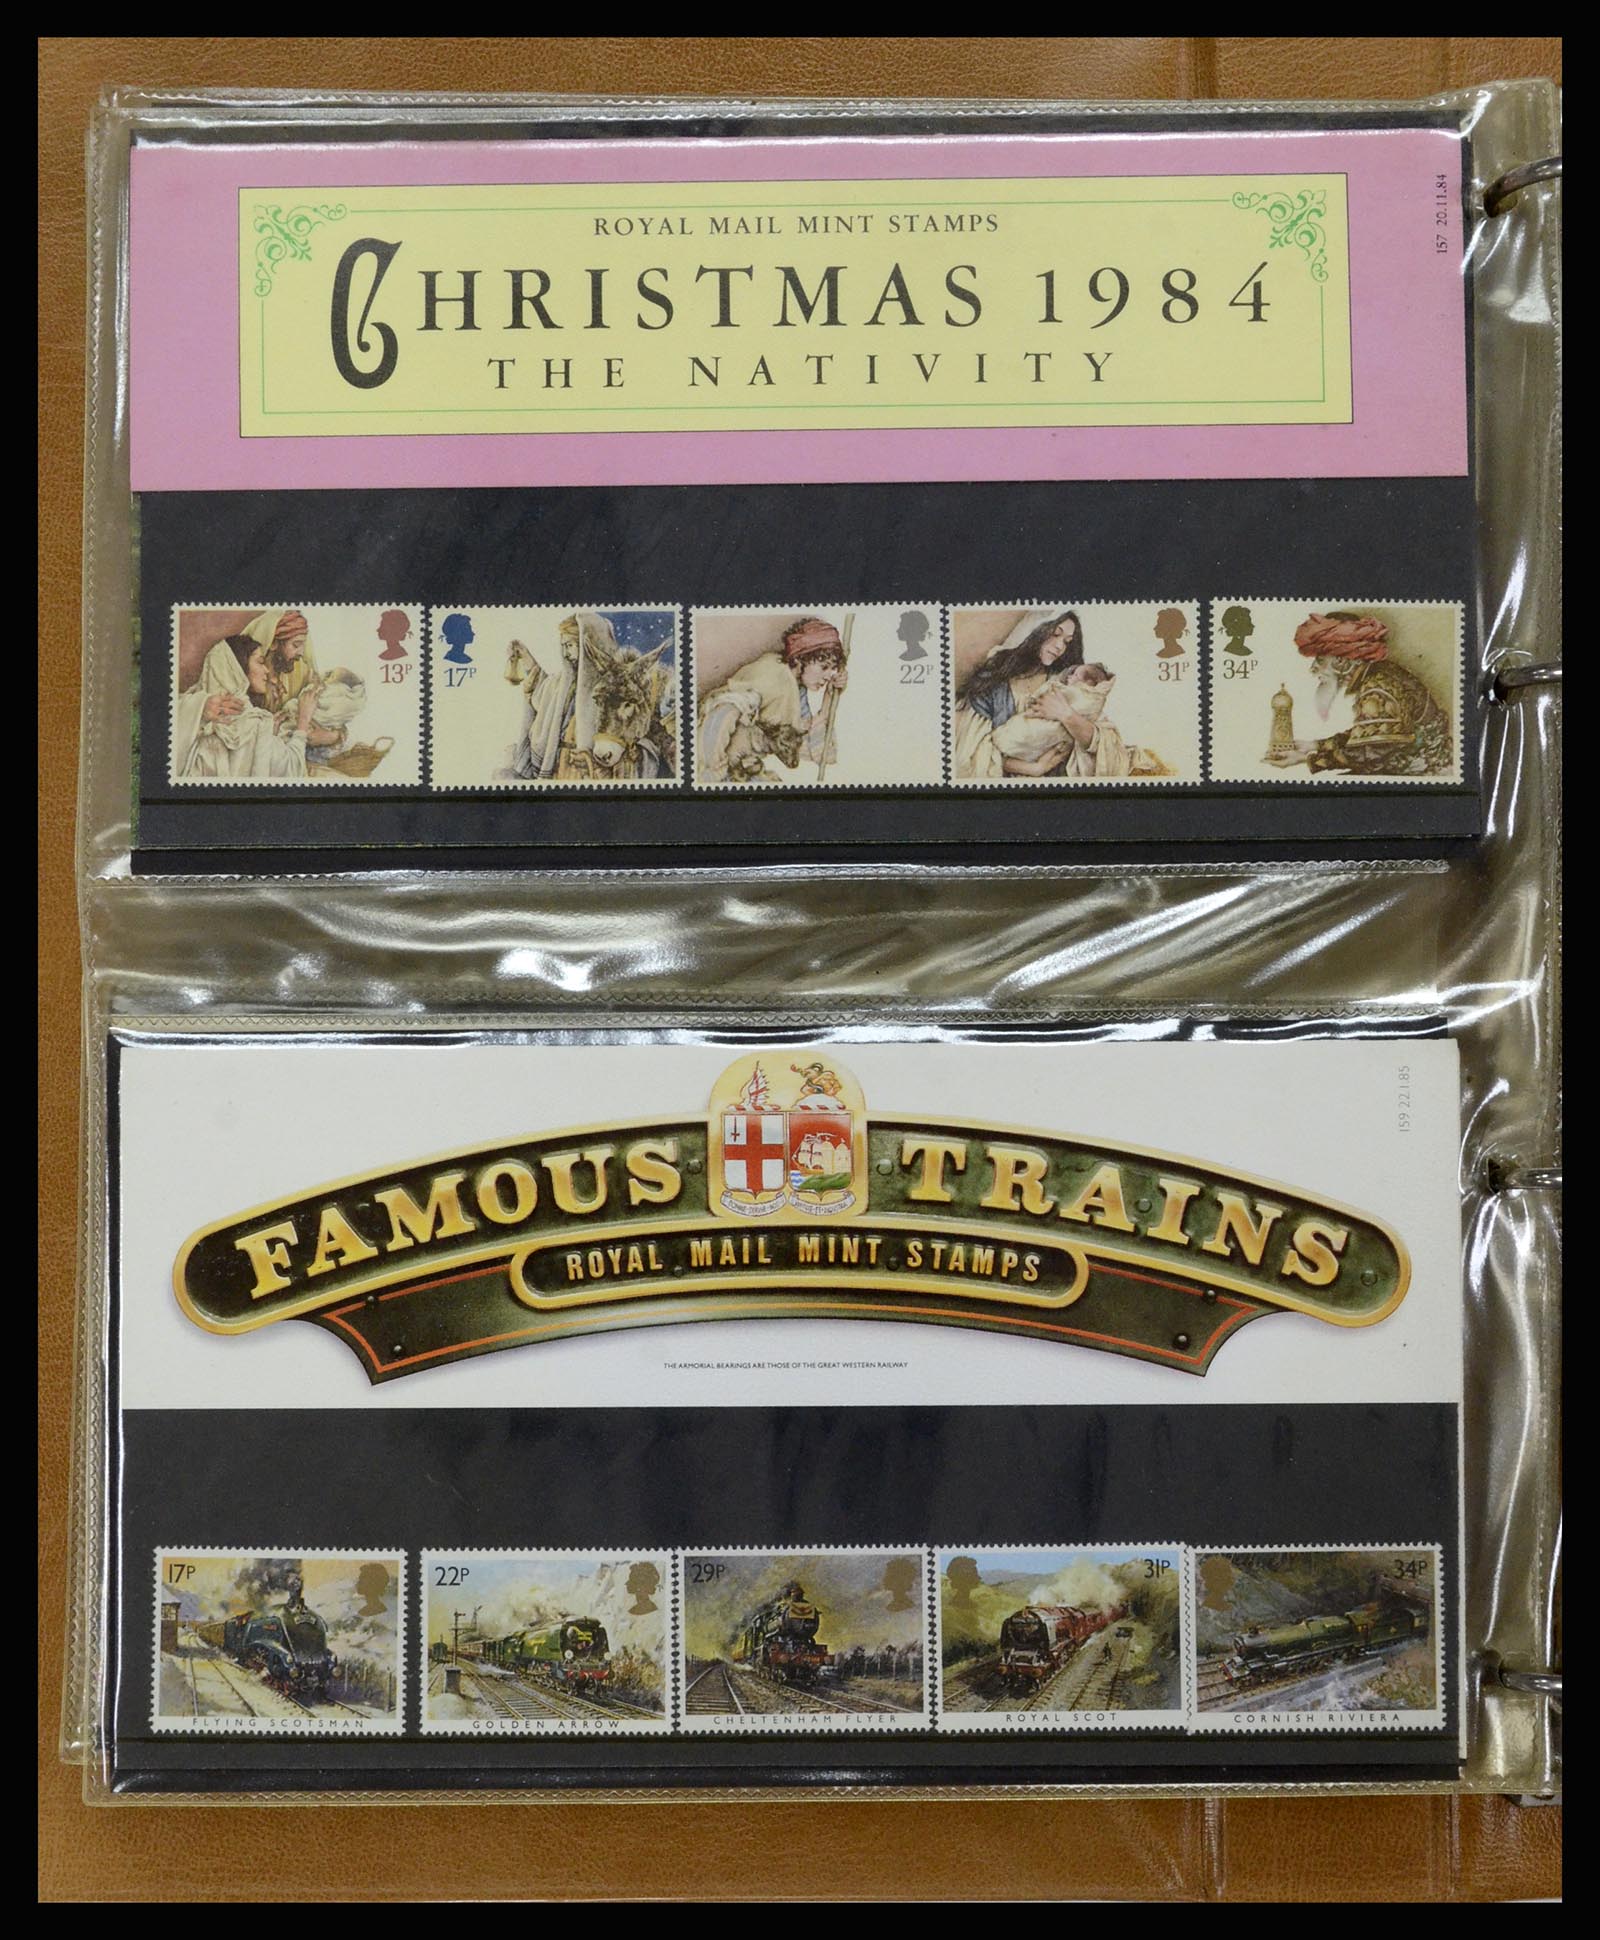 157 20.11.84
ROYAL MAIL MINT STAMPS
CHRISTMAS 1984
THE NATIVITY
13P
17P
22P
31P
34P
159 22.1.85
FAMOUS TRAINS
ROYAL MAIL MINT STAMPS
THE ARMORIAL BEARINGS ARE THOSE OF THE GREAT WESTERN RAILWAY
17P
FLYING SCOTSMAN
22P
GOLDEN ARROW
29P
CHELTENHAM FLYER
31P
ROYAL SCOT
34P
CORNISH RIVIERA